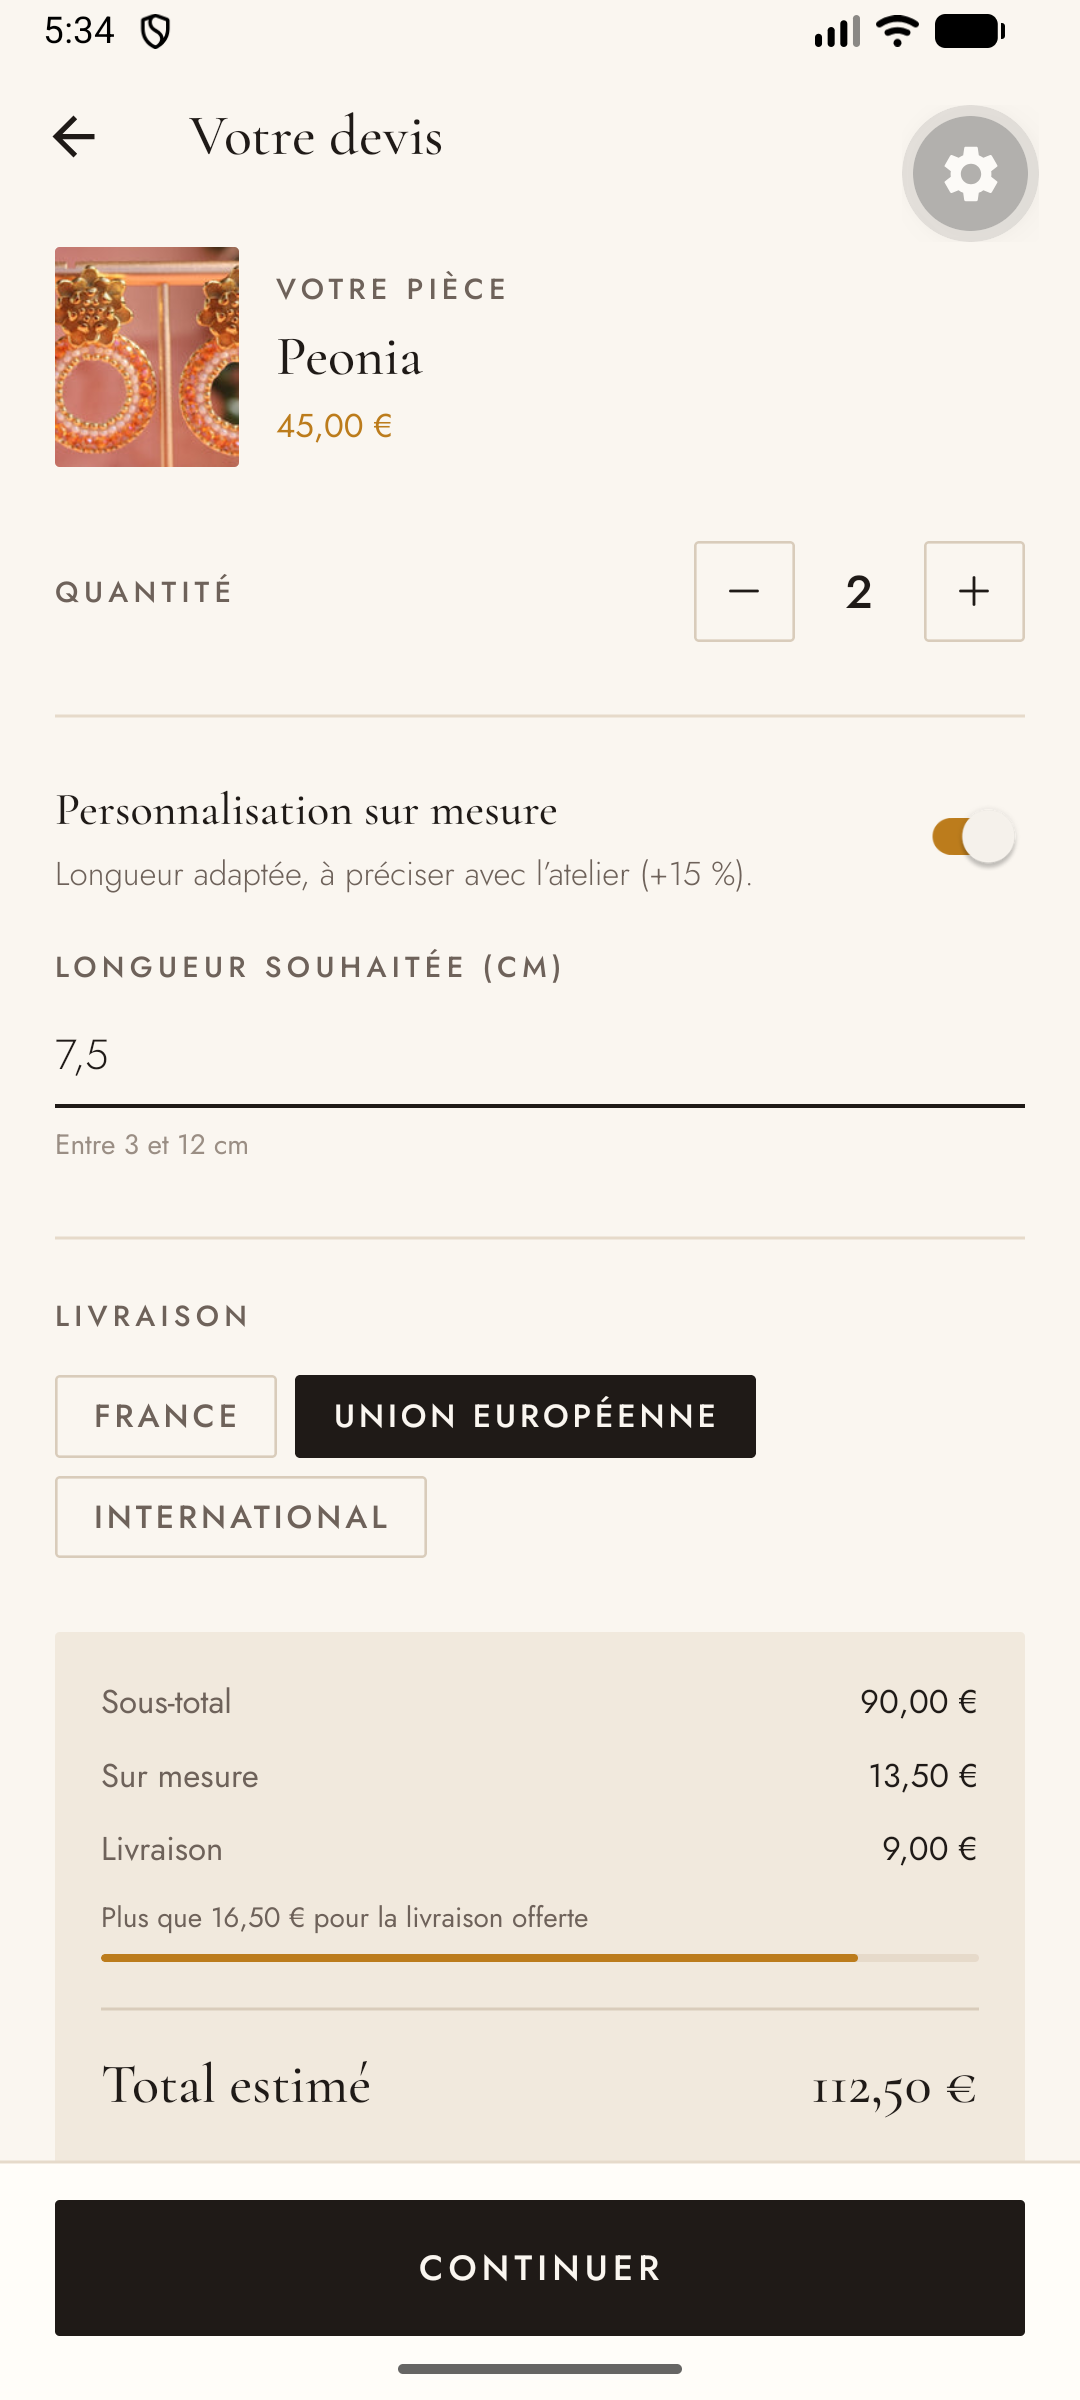 5:34
Votre devis
VOTRE PIÈCE
Peonia
45,00 €
QUANTITÉ
2
Personnalisation sur mesure
Longueur adaptée, à préciser avec l’atelier (+15 %).
LONGUEUR SOUHAITÉE (CM)
7,5
Entre 3 et 12 cm
LIVRAISON
FRANCE
UNION EUROPÉENNE
INTERNATIONAL
Sous-total 90,00 €
Sur mesure 13,50 €
Livraison 9,00 €
Plus que 16,50 € pour la livraison offerte
Total estimé 112,50 €
CONTINUER